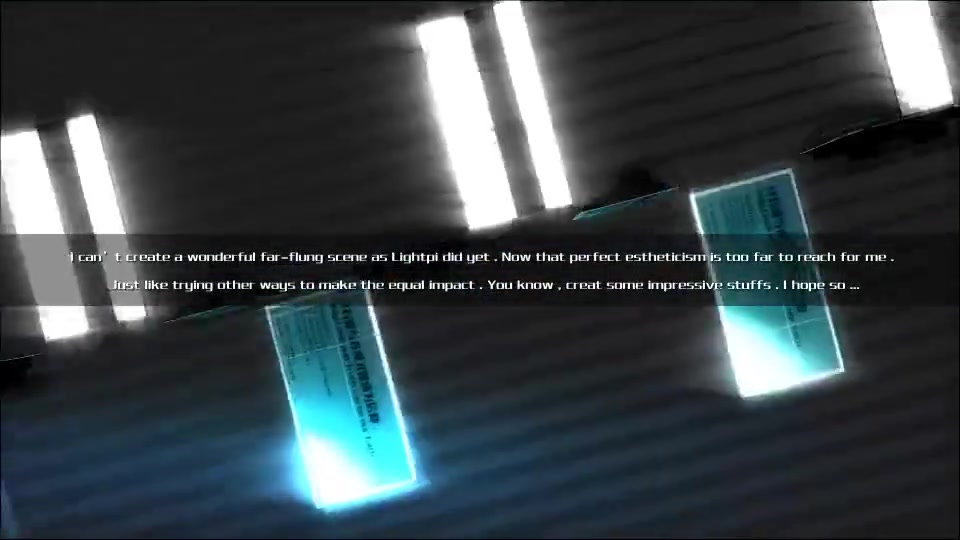 I can't create a wonderful far-flung scene as Lightpi did yet . Now that perfect estheticism is too far to reach for me .
Just like trying other ways to make the equal impact . You know , creat some impressive stuffs . I hope so ...